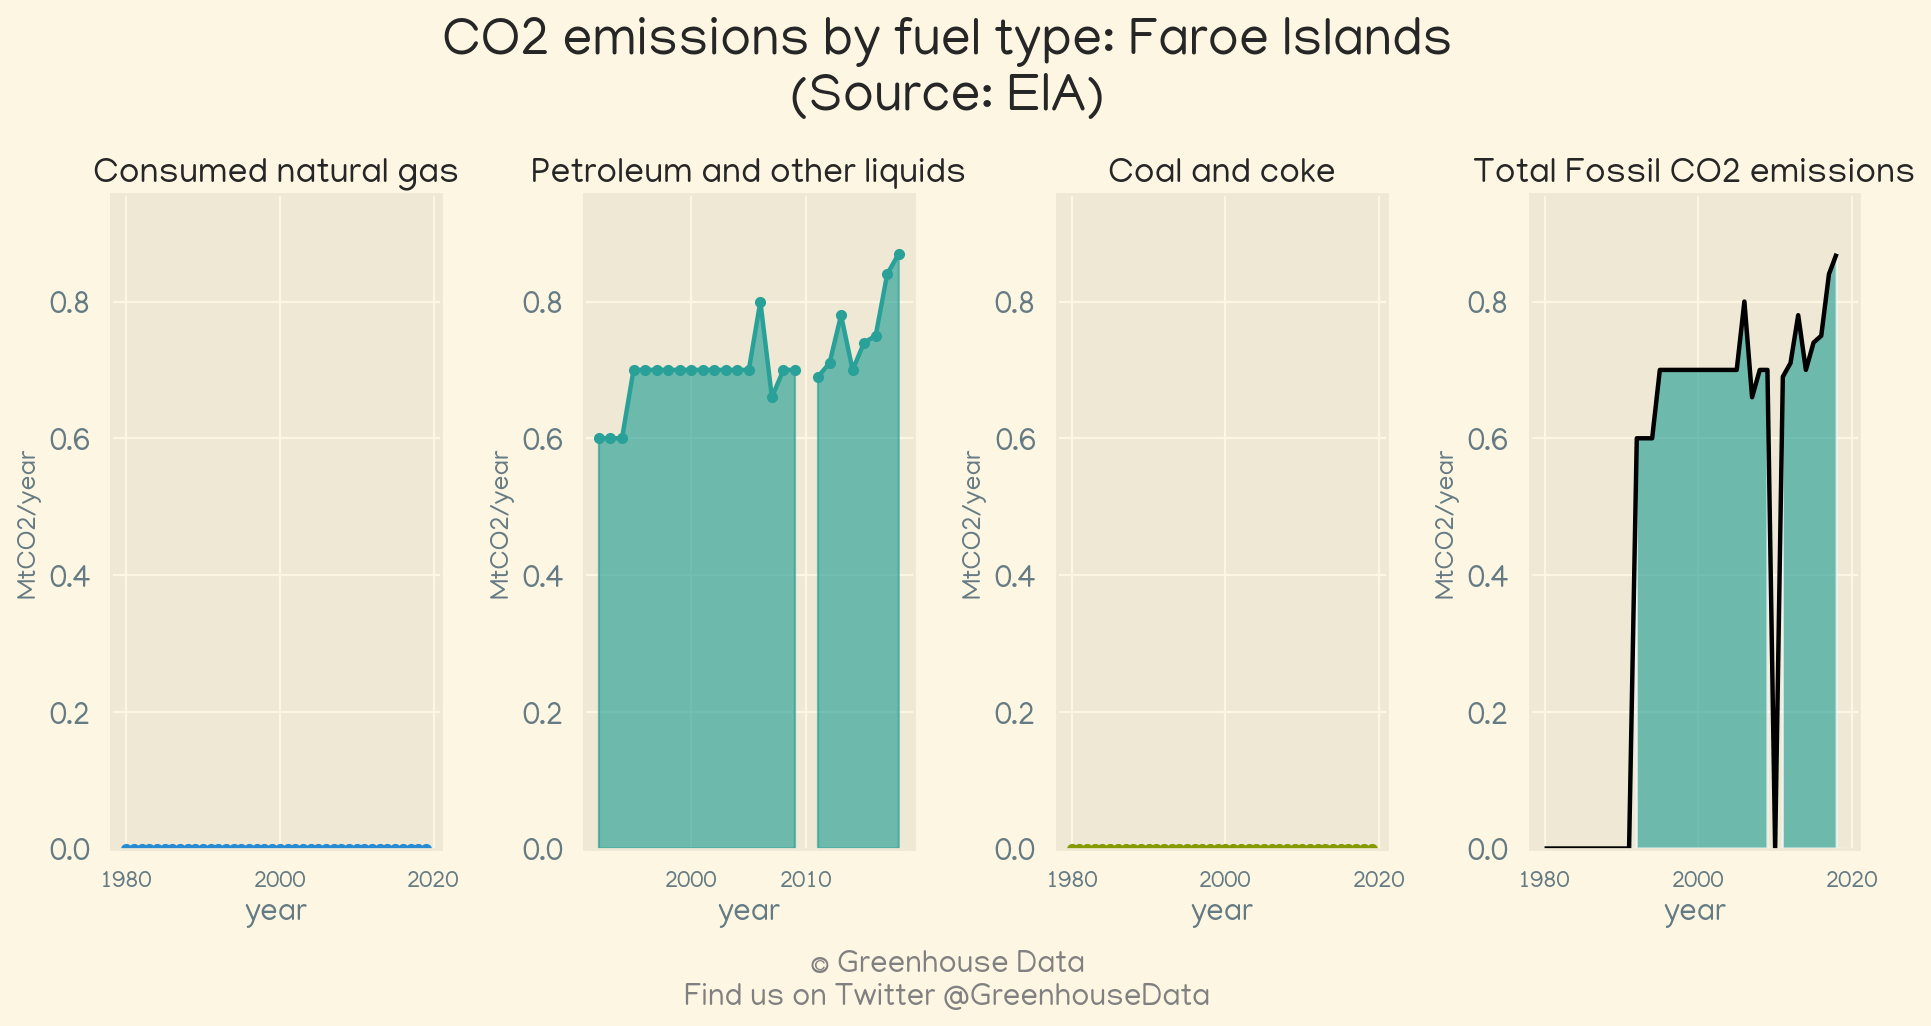 CO2 emissions by fuel type: Faroe Islands
(Source: EIA)
Consumed natural gas
0.8
0.6
0.4
0.2
0.0
MtCO2/year
1980 2000 2020
year
Petroleum and other liquids
0.8
0.6
0.4
0.2
0.0
MtCO2/year
2000 2010
year
Coal and coke
0.8
0.6
0.4
0.2
0.0
MtCO2/year
1980 2000 2020
year
Total Fossil CO2 emissions
0.8
0.6
0.4
0.2
0.0
MtCO2/year
1980 2000 2020
year
© Greenhouse Data
Find us on Twitter @GreenhouseData